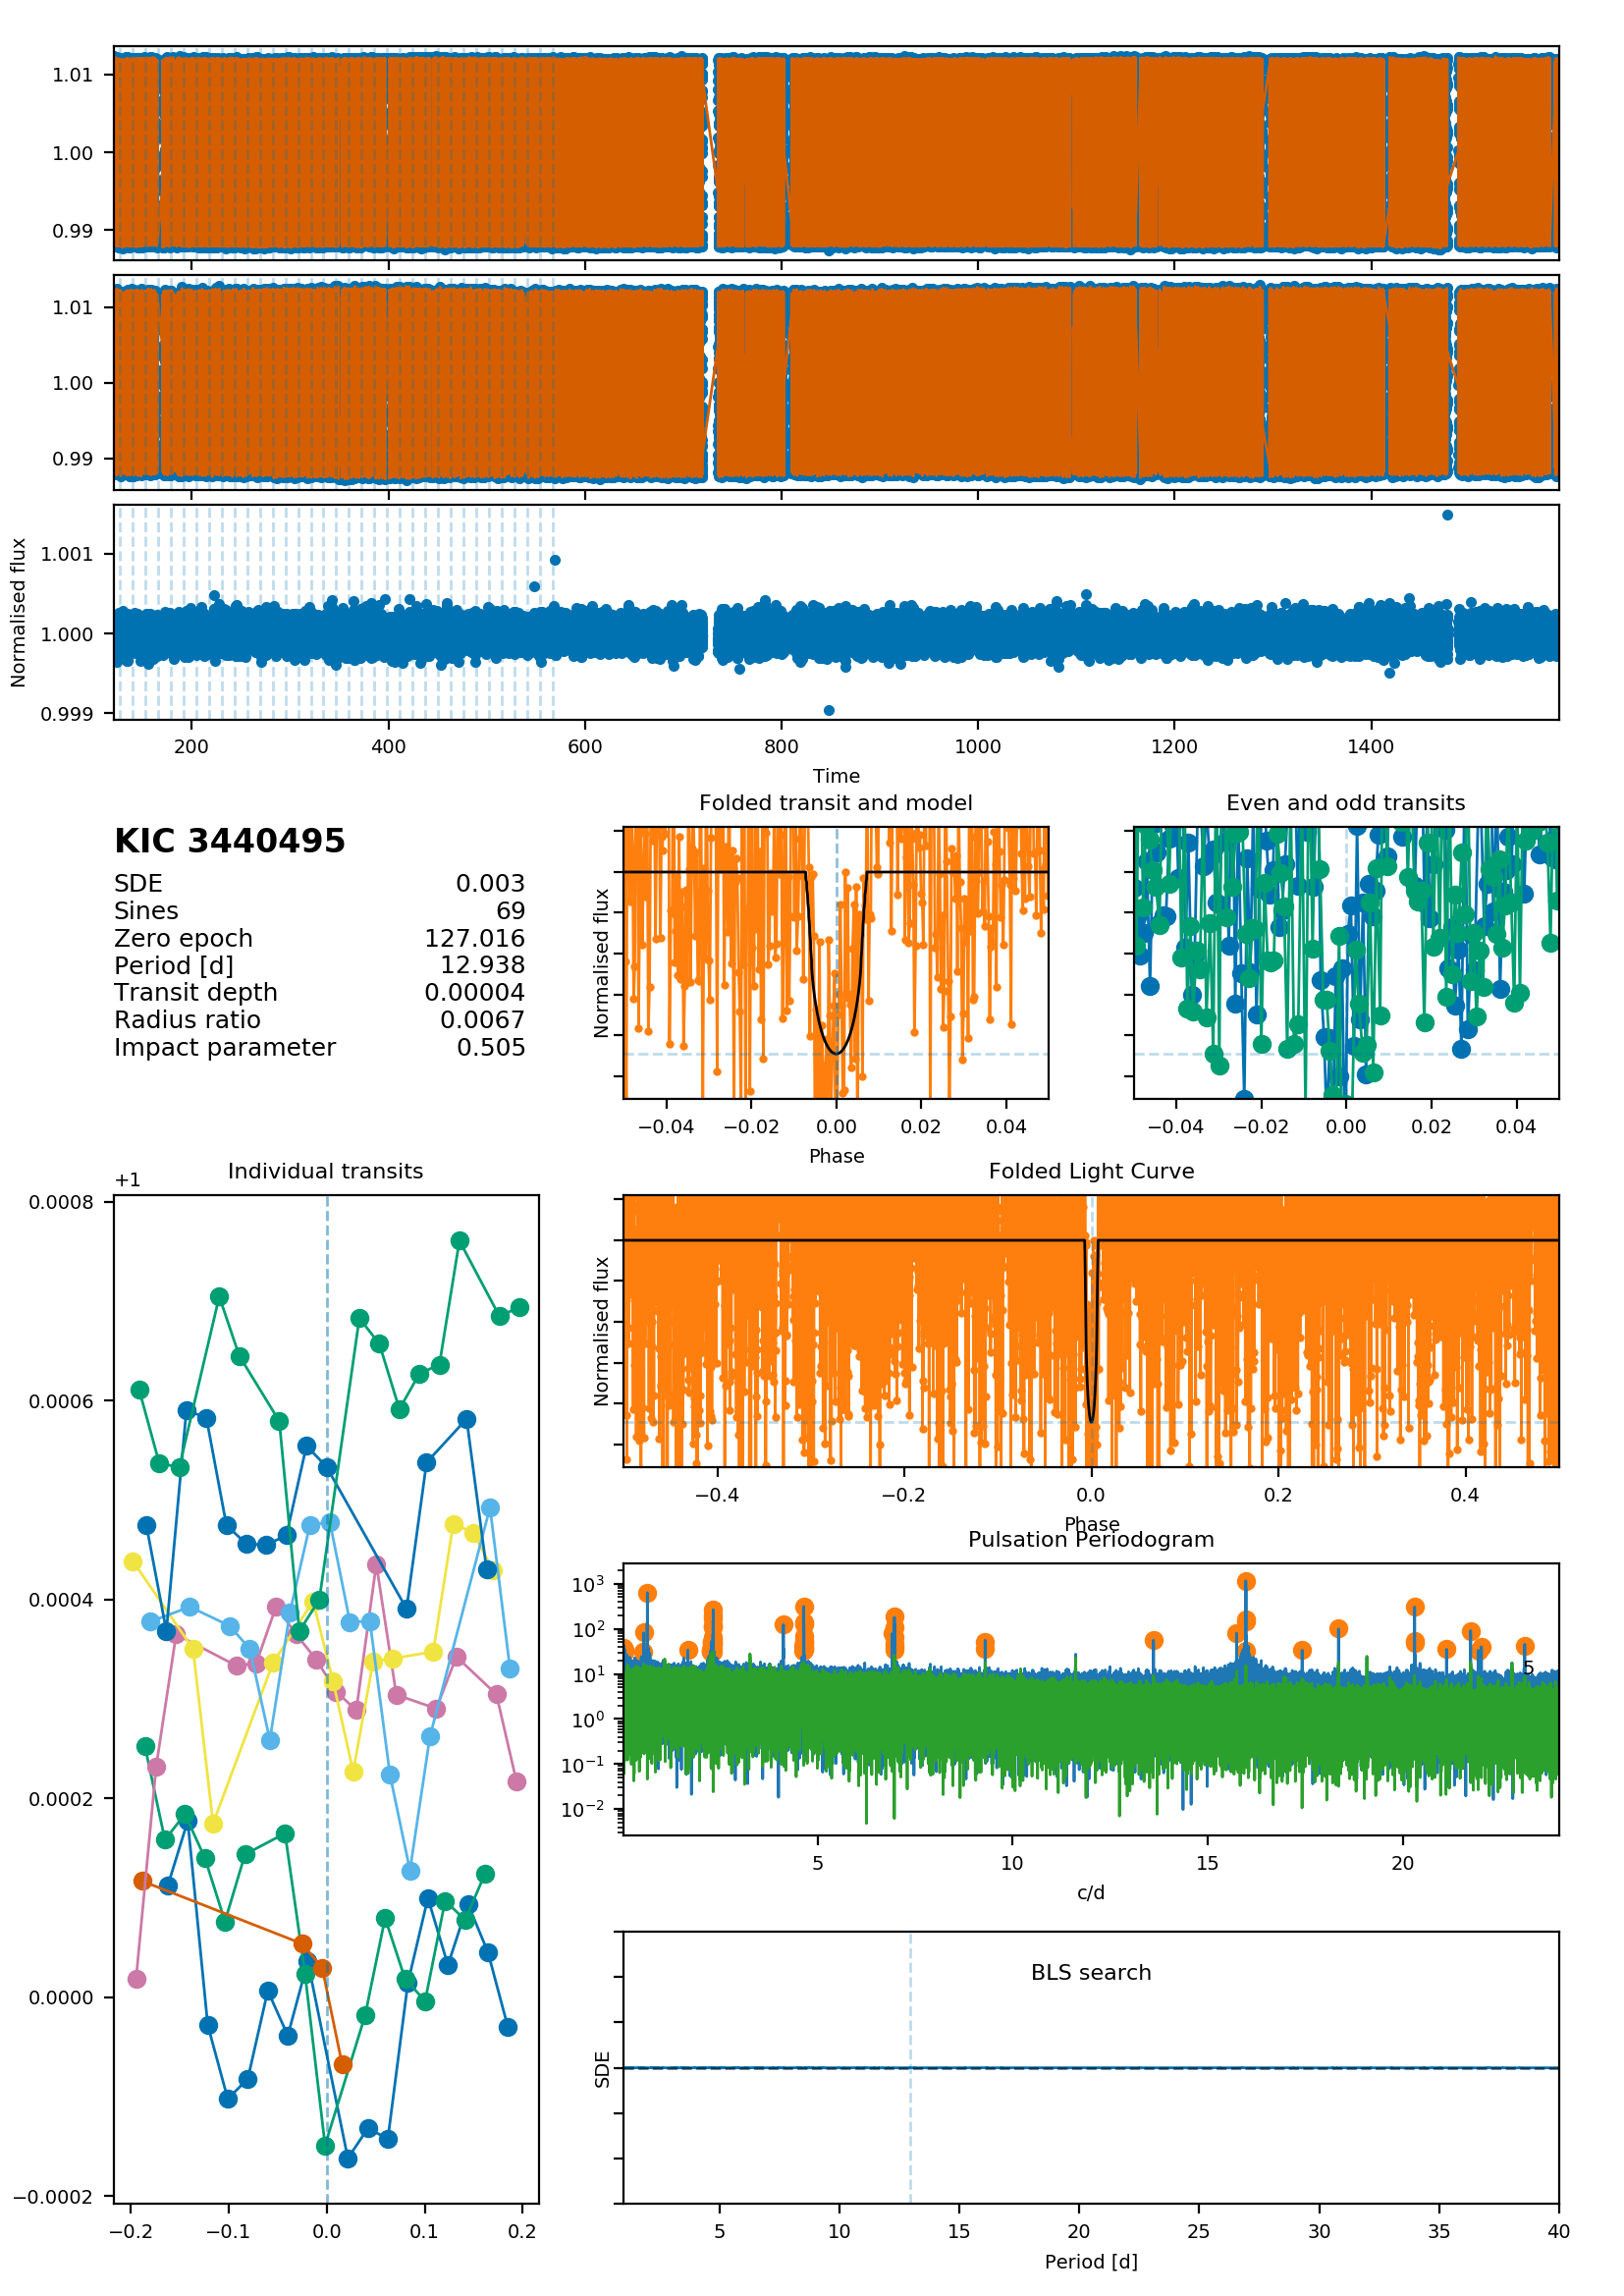 1.01
1.00
0.99
1.01
1.00
0.99
Normalised flux
1.001
1.000
0.999
200 400 600 800 1000 1200 1400
Time
KIC 3440495
SDE 0.003
Sines 69
Zero epoch 127.016
Period [d] 12.938
Transit depth 0.00004
Radius ratio 0.0067
Impact parameter 0.505
Folded transit and model
Normalised flux
−0.04 −0.02 0.00 0.02 0.04
Phase
Even and odd transits
−0.04 −0.02 0.00 0.02 0.04
Individual transits
+1
0.0008
0.0006
0.0004
0.0002
0.0000
−0.0002
−0.2 −0.1 0.0 0.1 0.2
Folded Light Curve
Normalised flux
−0.4 −0.2 0.0 0.2 0.4
Phase
Pulsation Periodogram
10³
10²
10¹
10⁰
10⁻¹
10⁻²
5
5 10 15 20
c/d
BLS search
SDE
5 10 15 20 25 30 35 40
Period [d]